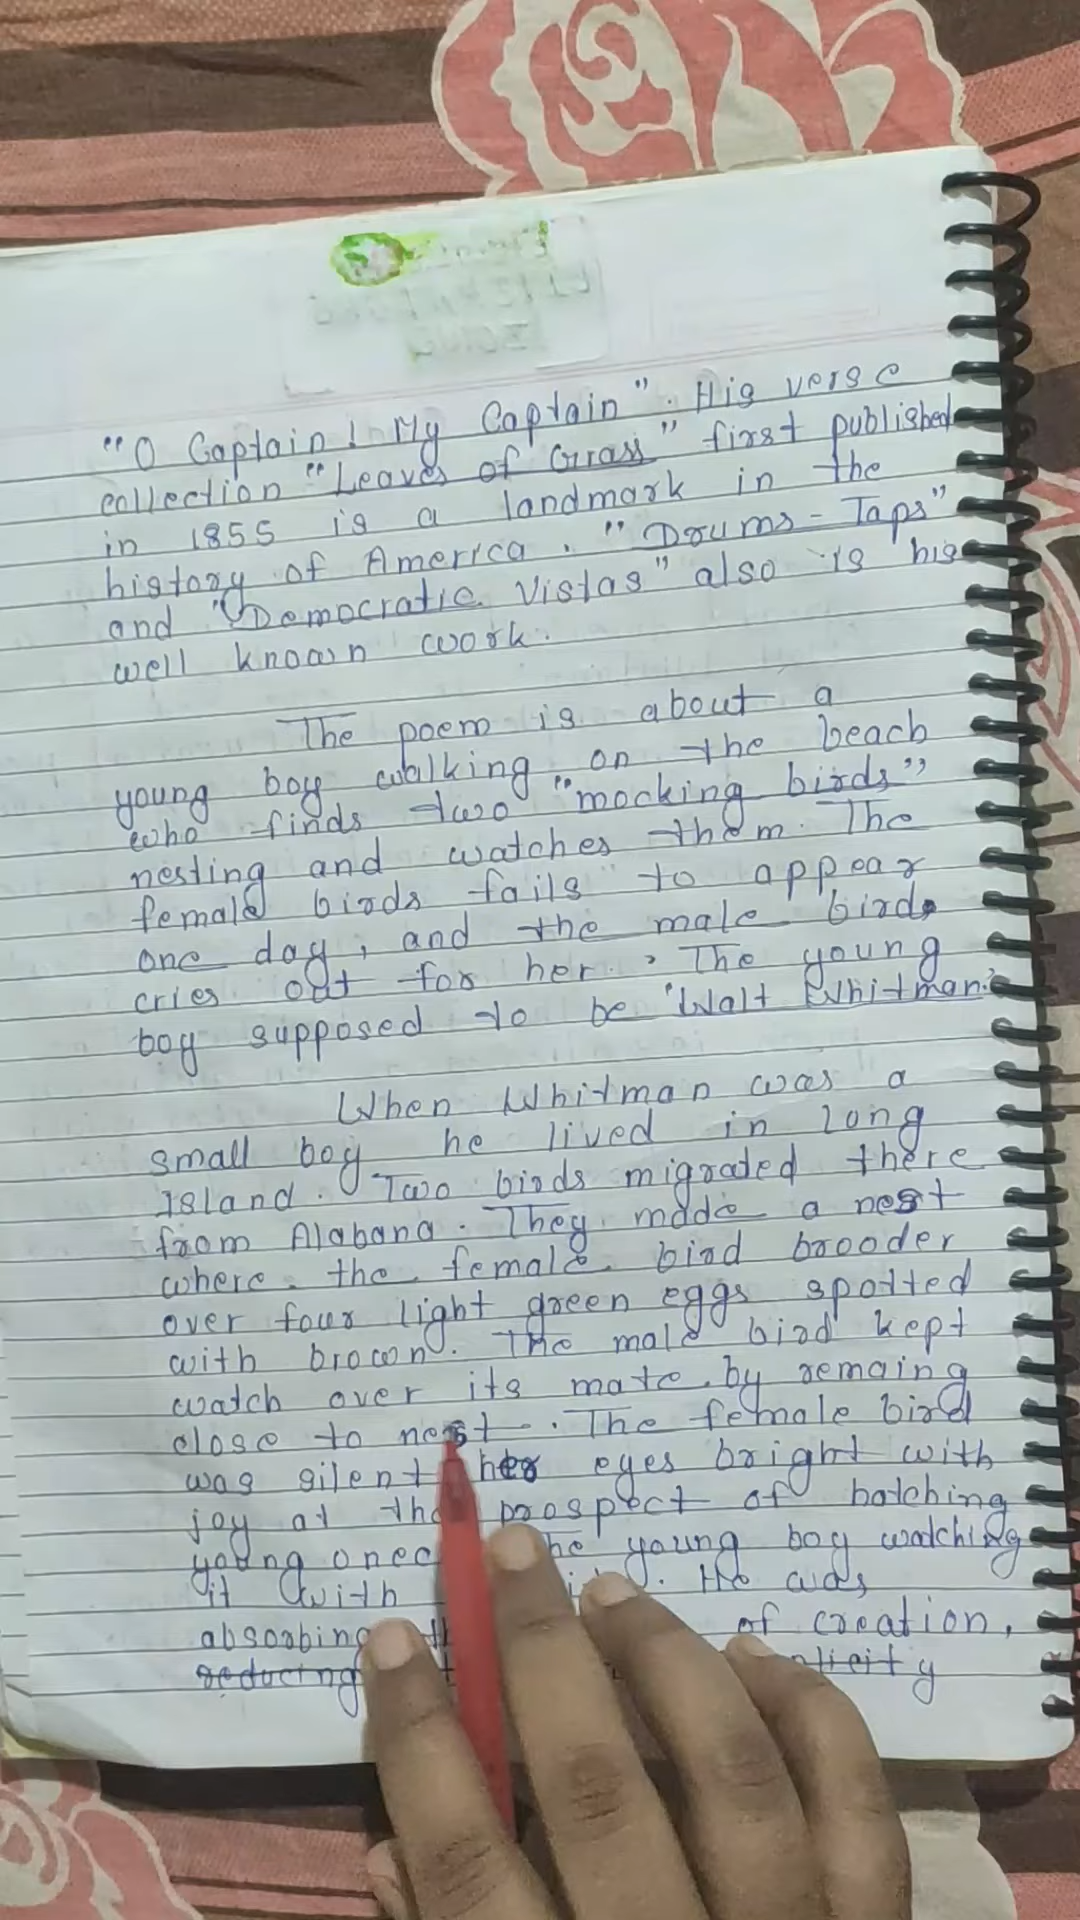 "O Captain! My Captain". His verse
collection "Leaves of Grass" first published
in 1855 is a landmark in the
history of America. "Drums-Taps"
and "Democratic Vistas" also is his
well known work.
The poem is about a
young boy walking on the beach
who finds two "mocking birds"
nesting and watches them. The
female birds fails to appear
one day, and the male bird
cries out for her. The young
boy supposed to be 'Walt Whitman.'
When Whitman was a
small boy he lived in long
Island. Two birds migrated there
from Alabana. They made a nest
where the female bird brooder
over four light green eggs spotted
with brown. The male bird kept
watch over its mate by remaing
close to nest. The female bird
was silent her eyes bright with
joy at the prospect of hatching
young he young boy watching
it with He was
absorbing of creation,
reducing